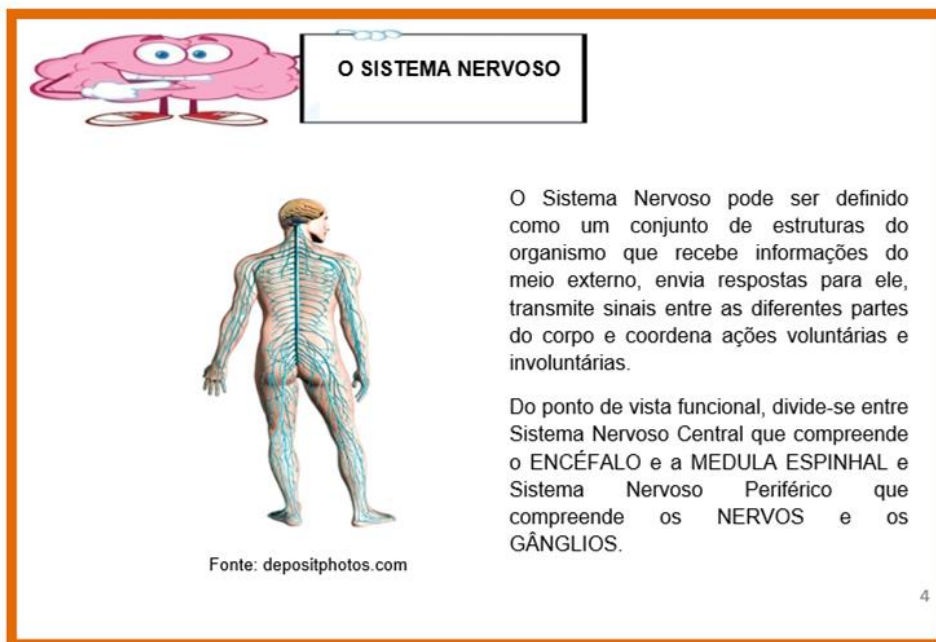 O SISTEMA NERVOSO
O Sistema Nervoso pode ser definido
como um conjunto de estruturas do
organismo que recebe informações do
meio externo, envia respostas para ele,
transmite sinais entre as diferentes partes
do corpo e coordena ações voluntárias e
involuntárias.
Do ponto de vista funcional, divide-se entre
Sistema Nervoso Central que compreende
o ENCÉFALO e a MEDULA ESPINHAL e
Sistema Nervoso Periférico que
compreende os NERVOS e os
GÂNGLIOS.
Fonte: depositphotos.com
4